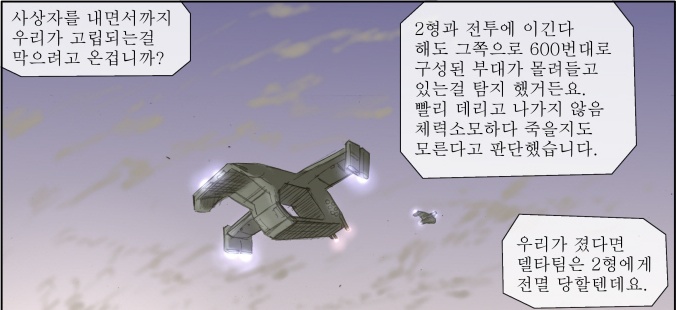 사상자를 내면서까지
우리가 고립되는걸
막으려고 온겁니까?
2형과 전투에 이긴다
해도 그쪽으로 600번대로
구성된 부대가 몰려들고
있는걸 탐지 했거든요.
빨리 데리고 나가지 않음
체력소모하다 죽을지도
모른다고 판단했습니다.
우리가 졌다면
델타팀은 2형에게
전멸 당할텐데요.